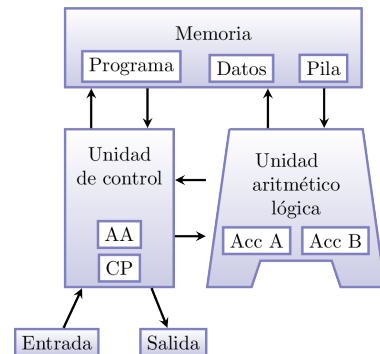 Memoria
Programa
Datos
Pila
Unidad
de control
AA
CP
Unidad
aritmético
lógica
Acc A
Acc B
Entrada
Salida